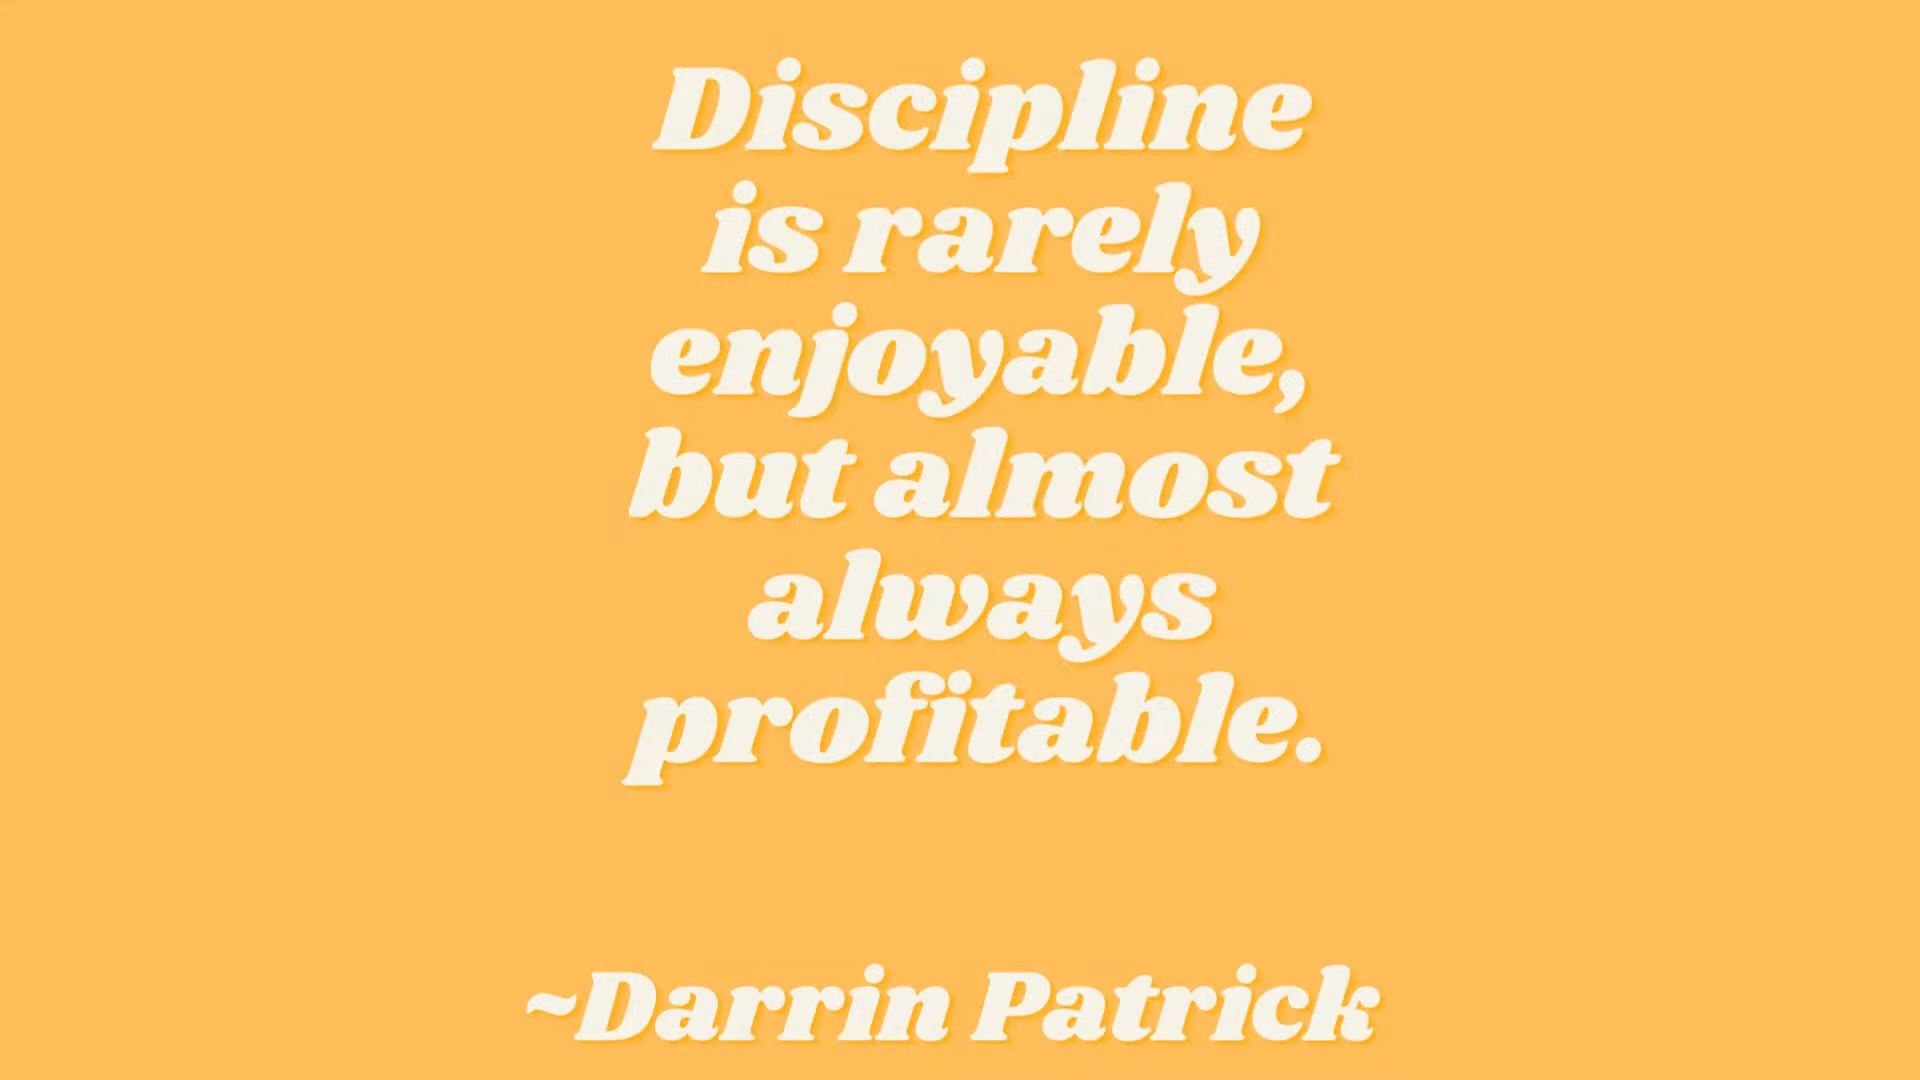 Discipline
is rarely
enjoyable,
but almost
always
profitable.
~Darrin Patrick